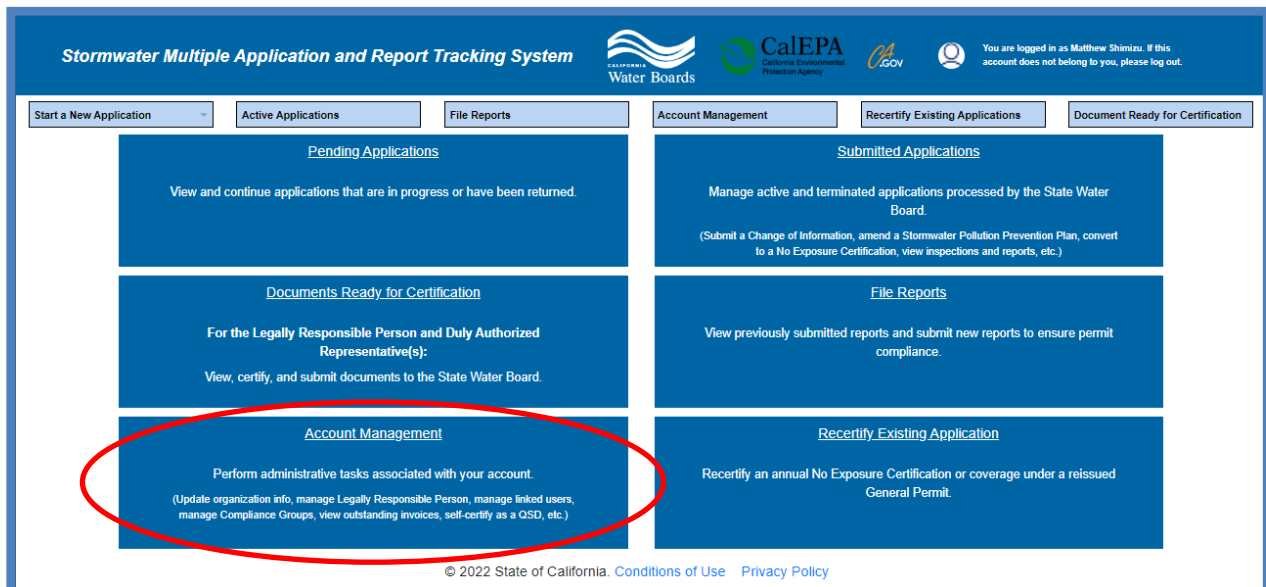 Stormwater Multiple Application and Report Tracking System
CALIFORNIA
Water Boards
CalEPA
California Environmental
Protection Agency
CA
.GOV
You are logged in as Matthew Shimizu. If this
account does not belong to you, please log out.
Start a New Application
Active Applications
File Reports
Account Management
Recertify Existing Applications
Document Ready for Certification
Pending Applications
View and continue applications that are in progress or have been returned.
Submitted Applications
Manage active and terminated applications processed by the State Water
Board.
(Submit a Change of Information, amend a Stormwater Pollution Prevention Plan, convert
to a No Exposure Certification, view inspections and reports, etc.)
Documents Ready for Certification
For the Legally Responsible Person and Duly Authorized
Representative(s):
View, certify, and submit documents to the State Water Board.
File Reports
View previously submitted reports and submit new reports to ensure permit
compliance.
Account Management
Perform administrative tasks associated with your account.
(Update organization info, manage Legally Responsible Person, manage linked users,
manage Compliance Groups, view outstanding invoices, self-certify as a QSD, etc.)
Recertify Existing Application
Recertify an annual No Exposure Certification or coverage under a reissued
General Permit.
© 2022 State of California. Conditions of Use Privacy Policy